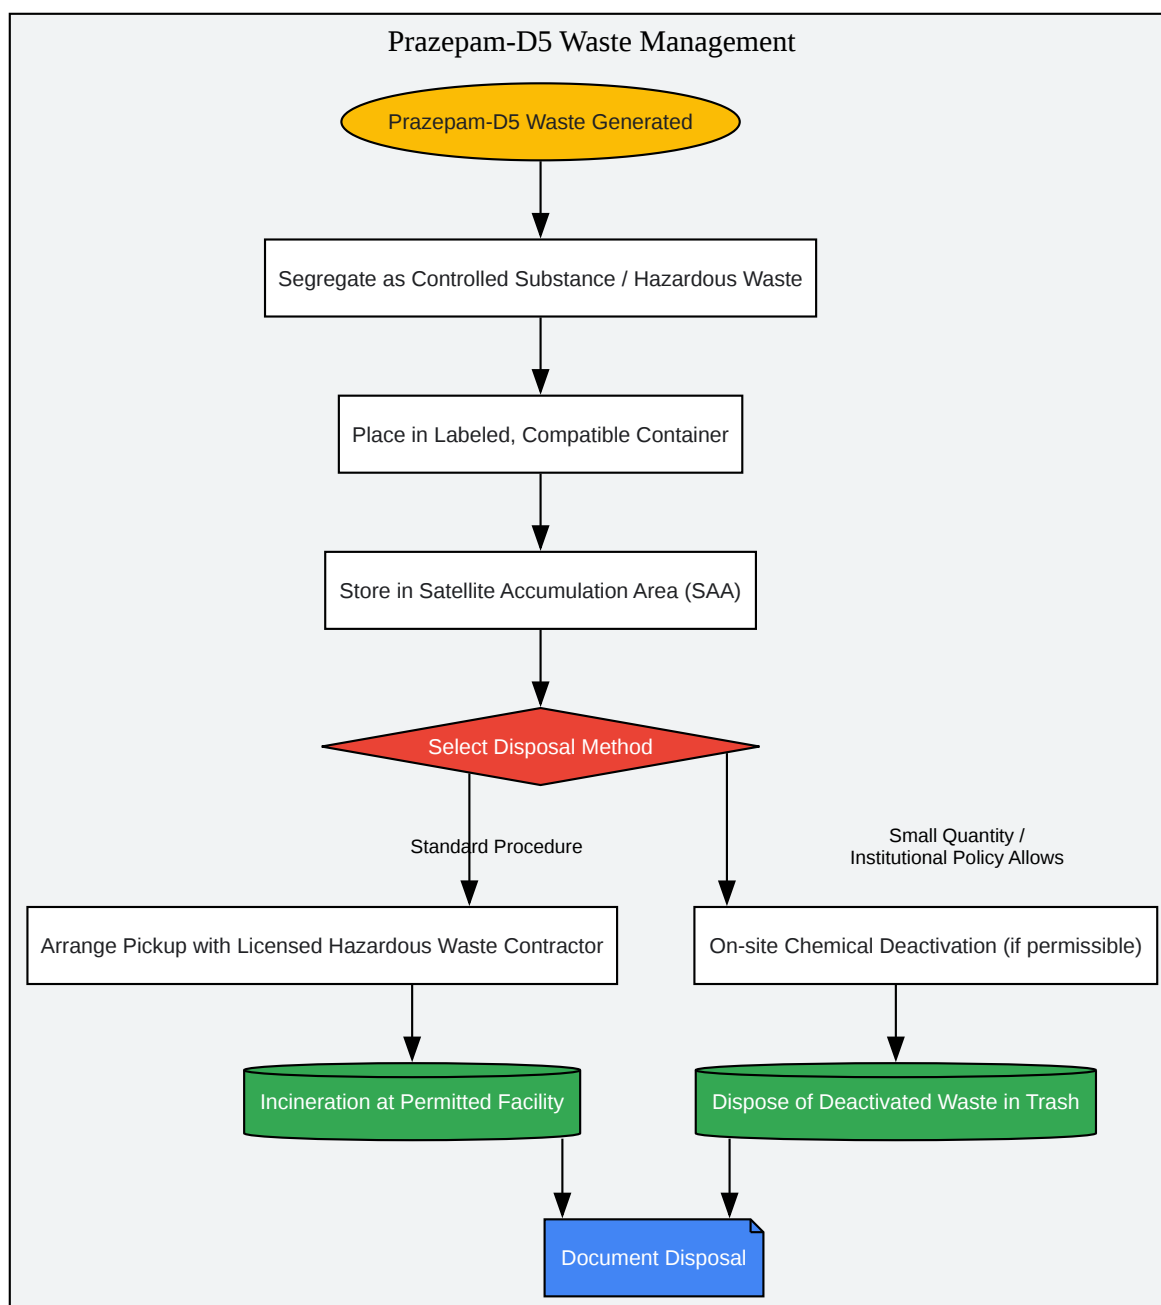 Prazepam-D5 Waste Management
Prazepam-D5 Waste Generated
Segregate as Controlled Substance / Hazardous Waste
Place in Labeled, Compatible Container
Store in Satellite Accumulation Area (SAA)
Select Disposal Method
Standard Procedure
Small Quantity /
Institutional Policy Allows
Arrange Pickup with Licensed Hazardous Waste Contractor
On-site Chemical Deactivation (if permissible)
Incineration at Permitted Facility
Dispose of Deactivated Waste in Trash
Document Disposal